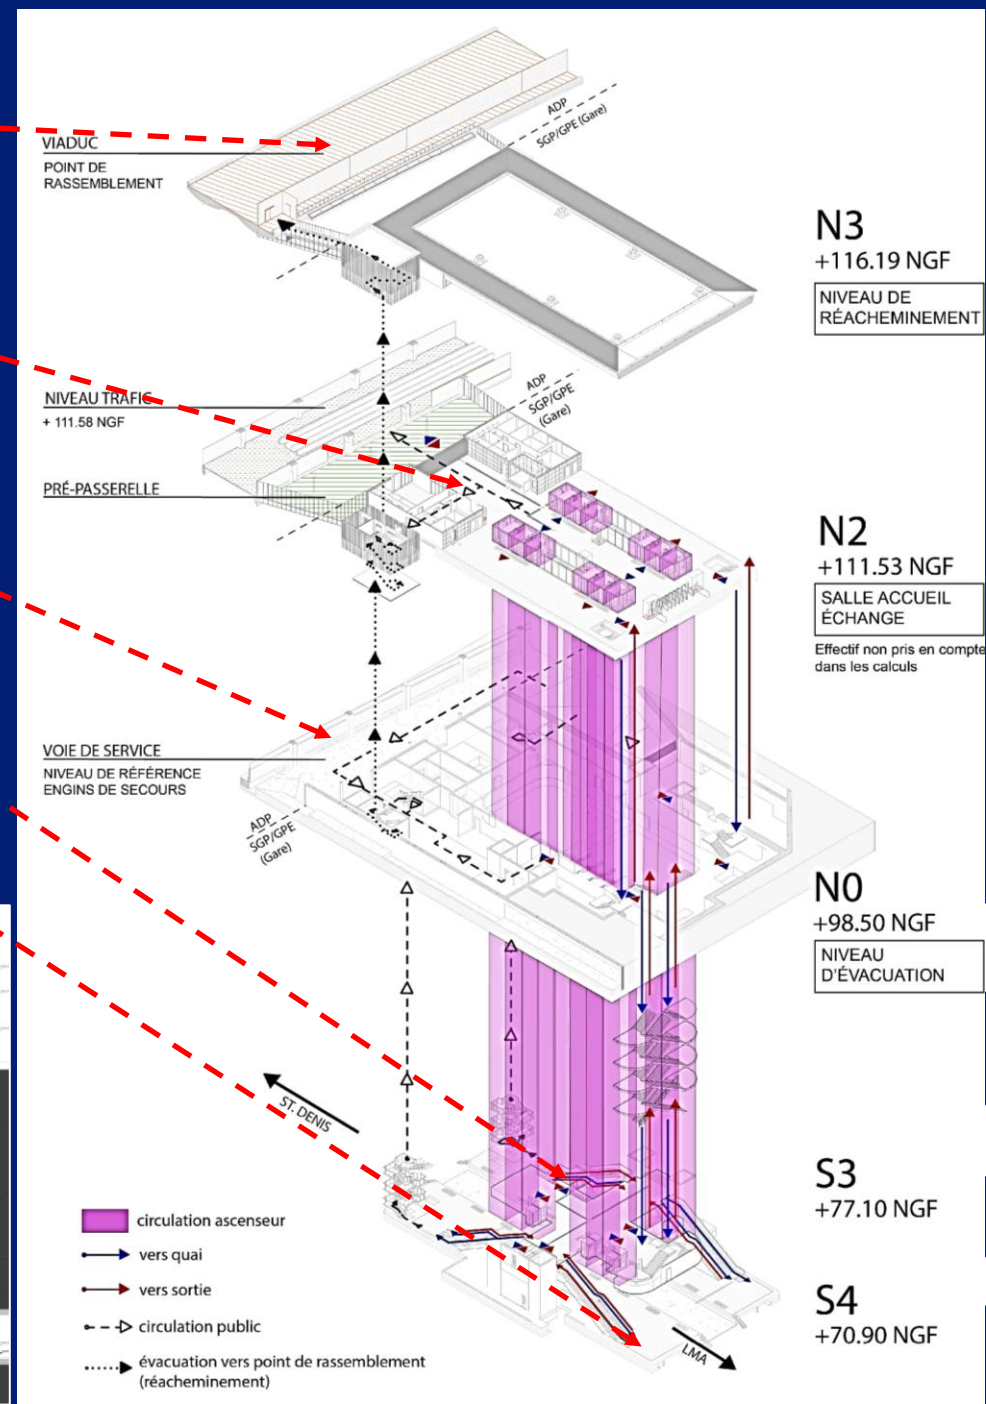 VIADUC
POINT DE
RASSEMBLEMENT
ADP
SGP/GPE (Gare)
N3
+116.19 NGF
NIVEAU DE
RÉACHEMINEMENT
NIVEAU TRAFIC
+ 111.58 NGF
ADP
SGP/GPE
(Gare)
PRÉ-PASSERELLE
N2
+111.53 NGF
SALLE ACCUEIL
ÉCHANGE
Effectif non pris en compte
dans les calculs
VOIE DE SERVICE
NIVEAU DE RÉFÉRENCE
ENGINS DE SECOURS
ADP
SGP/GPE
(Gare)
N0
+98.50 NGF
NIVEAU
D'ÉVACUATION
ST. DENIS
S3
+77.10 NGF
S4
+70.90 NGF
LMA
circulation ascenseur
vers quai
vers sortie
circulation public
évacuation vers point de rassemblement
(réacheminement)